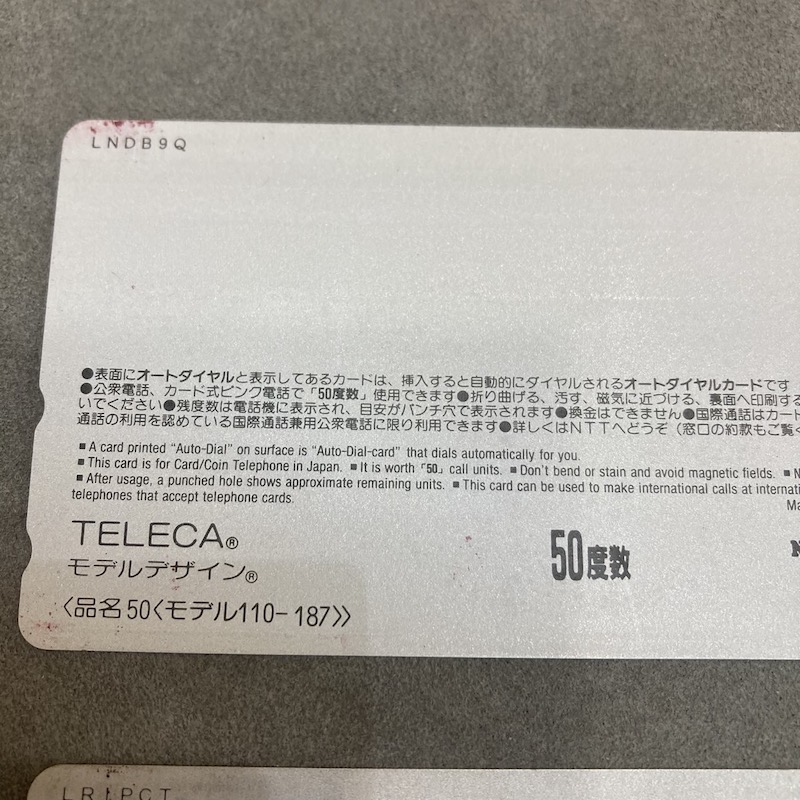 LNDB9Q
●表面にオートダイヤルと表示してあるカードは、挿入すると自動的にダイヤルされるオートダイヤルカードです
●公衆電話、カード式ピンク電話で「50度数」使用できます●折り曲げる、汚す、磁気に近づける、裏面へ印刷する
いでください●残度数は電話機に表示され、目安がパンチ穴で表示されます●換金はできません●国際通話はカード
通話の利用を認めている国際通話兼用公衆電話に限り利用できます●詳しくはNTTへどうぞ（窓口の約款もご覧く
■ A card printed “Auto-Dial” on surface is “Auto-Dial-card” that dials automatically for you.
■ This card is for Card/Coin Telephone in Japan. ■ It is worth「50」call units. ■ Don't bend or stain and avoid magnetic fields. ■ N
■ After usage, a punched hole shows approximate remaining units. ■ This card can be used to make international calls at internati
telephones that accept telephone cards.
Ma
TELECA®
モデルデザイン®
50度数
N
〈品名50〈モデル110-187〉〉